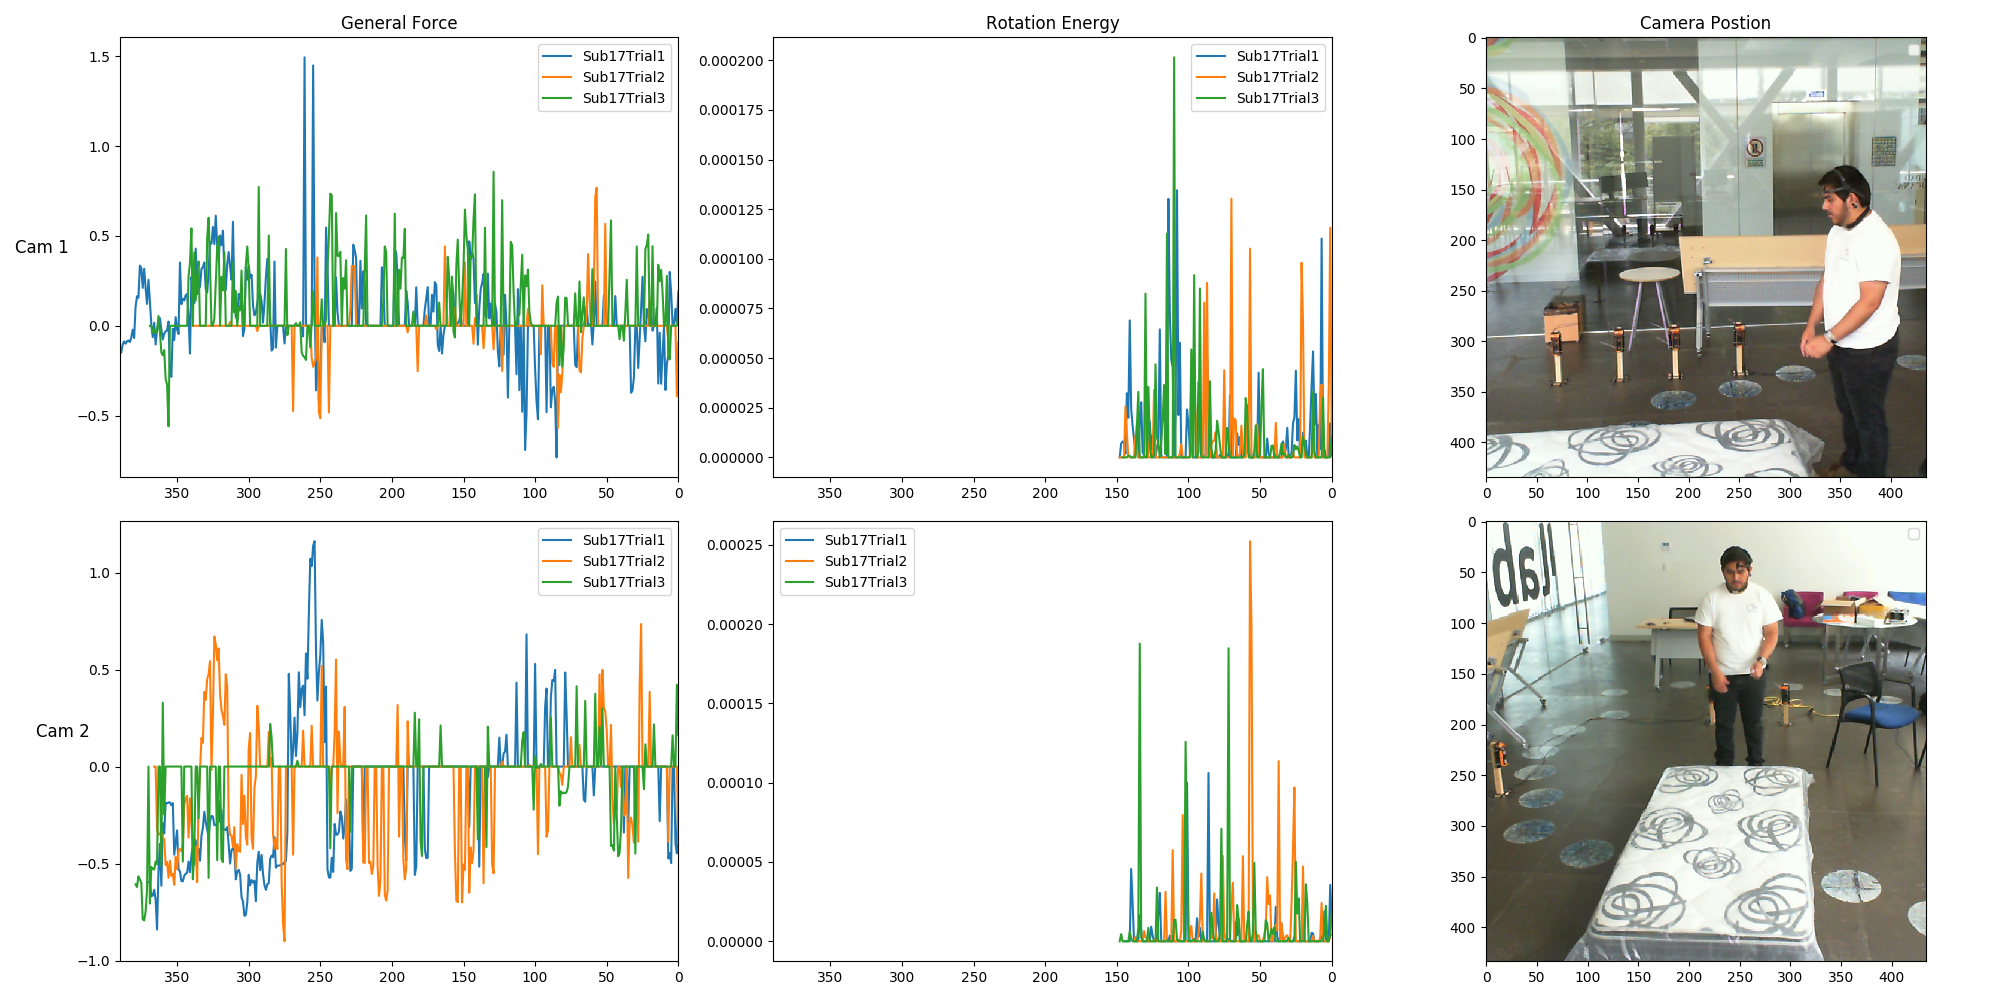 General Force
Rotation Energy
Camera Postion
Cam 1
1.5
1.0
0.5
0.0
−0.5
Sub17Trial1
Sub17Trial2
Sub17Trial3
350 300 250 200 150 100 50 0
0.000200
0.000175
0.000150
0.000125
0.000100
0.000075
0.000050
0.000025
0.000000
Sub17Trial1
Sub17Trial2
Sub17Trial3
350 300 250 200 150 100 50 0
0
50
100
150
200
250
300
350
400
0 50 100 150 200 250 300 350 400
Cam 2
1.0
0.5
0.0
−0.5
−1.0
Sub17Trial1
Sub17Trial2
Sub17Trial3
350 300 250 200 150 100 50 0
0.00025
0.00020
0.00015
0.00010
0.00005
0.00000
Sub17Trial1
Sub17Trial2
Sub17Trial3
350 300 250 200 150 100 50 0
0
50
100
150
200
250
300
350
400
lab
0 50 100 150 200 250 300 350 400